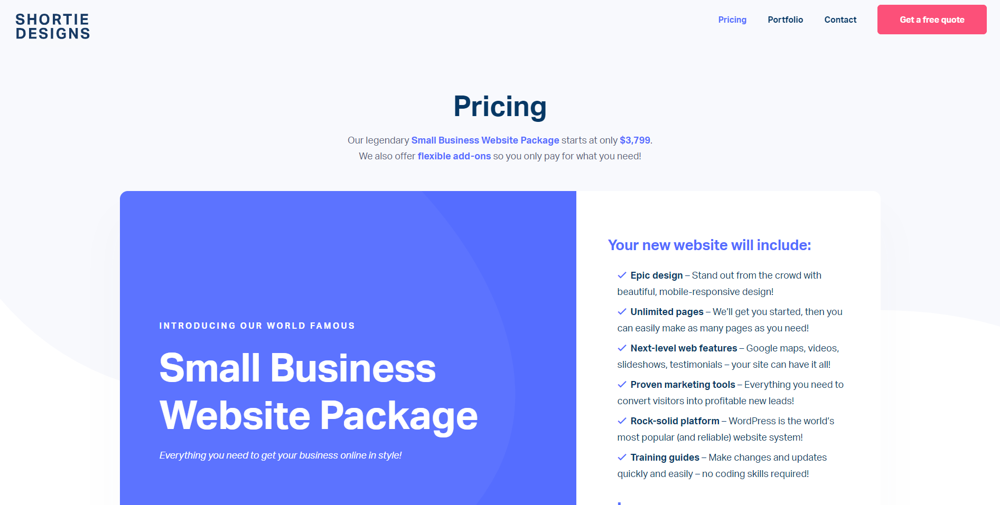 SHORTIE
DESIGNS
Pricing
Portfolio
Contact
Get a free quote
Pricing
Our legendary Small Business Website Package starts at only $3,799.
We also offer flexible add-ons so you only pay for what you need!
INTRODUCING OUR WORLD FAMOUS
Small Business
Website Package
Everything you need to get your business online in style!
Your new website will include:
Epic design – Stand out from the crowd with
beautiful, mobile-responsive design!
Unlimited pages – We’ll get you started, then you
can easily make as many pages as you need!
Next-level web features – Google maps, videos,
slideshows, testimonials – your site can have it all!
Proven marketing tools – Everything you need to
convert visitors into profitable new leads!
Rock-solid platform – WordPress is the world’s
most popular (and reliable) website system!
Training guides – Make changes and updates
quickly and easily – no coding skills required!